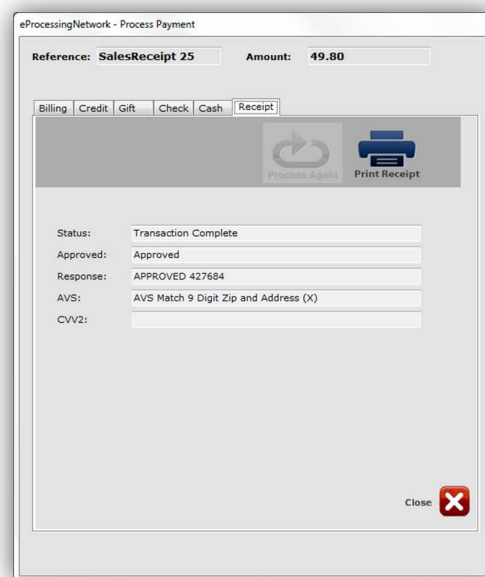 eProcessingNetwork - Process Payment
Reference: SalesReceipt 25 Amount: 49.80
Billing Credit Gift Check Cash Receipt
Process Again Print Receipt
Status: Transaction Complete
Approved: Approved
Response: APPROVED 427684
AVS: AVS Match 9 Digit Zip and Address (X)
CVV2:
Close